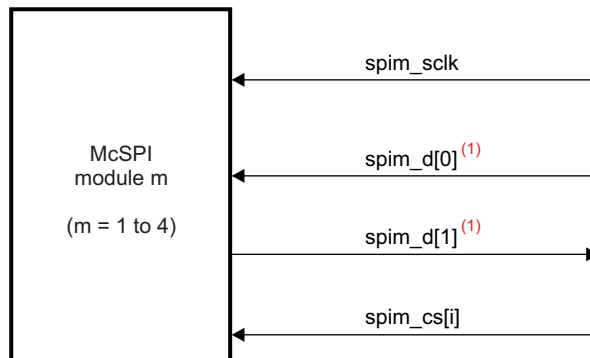 spim_sclk
McSPI
module m
(m = 1 to 4)
spim_d[0] (1)
spim_d[1] (1)
spim_cs[i]